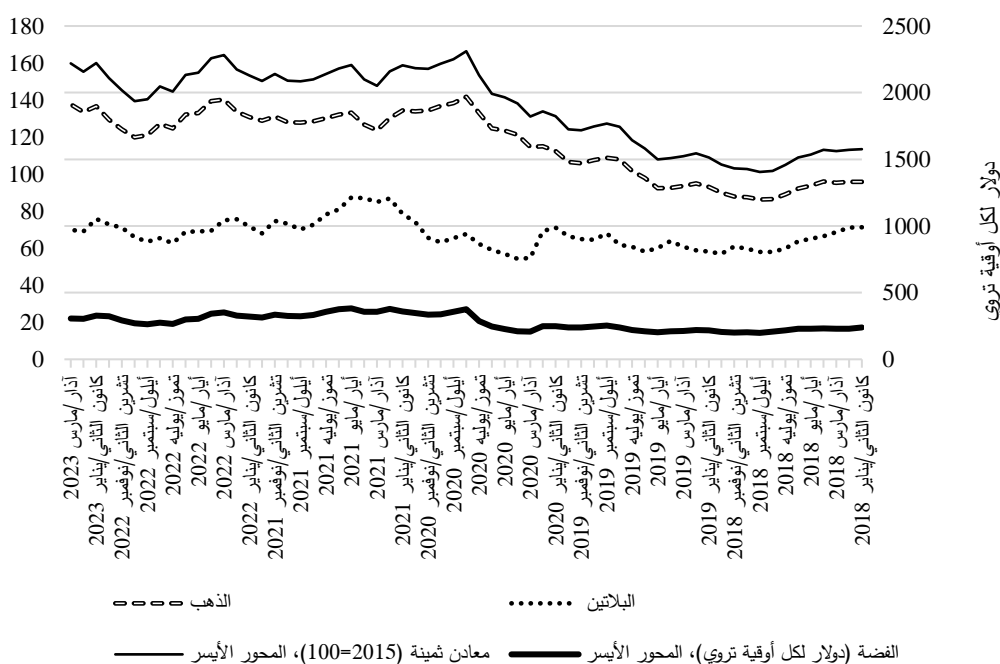 180
160
140
120
100
80
60
40
20
0
2500
2000
1500
1000
500
0
دولار لكل أوقية تروي
آذار/مارس 2023
كانون الثاني/يناير 2023
تشرين الثاني/نوفمبر 2022
أيلول/سبتمبر 2022
تموز/يوليه 2022
أيار/مايو 2022
آذار/مارس 2022
كانون الثاني/يناير 2022
تشرين الثاني/نوفمبر 2021
أيلول/سبتمبر 2021
تموز/يوليه 2021
أيار/مايو 2021
آذار/مارس 2021
كانون الثاني/يناير 2021
تشرين الثاني/نوفمبر 2020
أيلول/سبتمبر 2020
تموز/يوليه 2020
أيار/مايو 2020
آذار/مارس 2020
كانون الثاني/يناير 2020
تشرين الثاني/نوفمبر 2019
أيلول/سبتمبر 2019
تموز/يوليه 2019
أيار/مايو 2019
آذار/مارس 2019
كانون الثاني/يناير 2019
تشرين الثاني/نوفمبر 2018
أيلول/سبتمبر 2018
تموز/يوليه 2018
أيار/مايو 2018
آذار/مارس 2018
كانون الثاني/يناير 2018
البلاتين
الذهب
الفضة (دولار لكل أوقية تروي)، المحور الأيسر
معادن ثمينة (2015=100)، المحور الأيسر